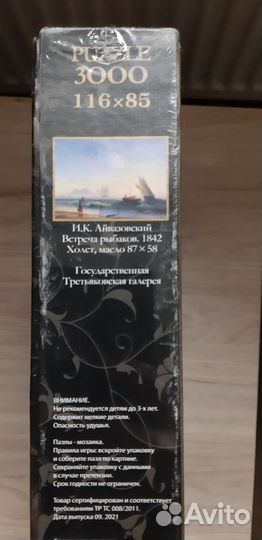 PUZZLE
3000
116×85
И.К. Айвазовский
Встреча рыбаков. 1842
Холст, масло 87×58
Государственная
Третьяковская галерея
ВНИМАНИЕ.
Не рекомендуется детям до 3-х лет.
Содержит мелкие детали.
Опасность удушья.
Пазлы - мозаика.
Правила игры: вскройте упаковку
и соберите пазл по картине.
Сохраняйте упаковку с данными
в случае претензии.
Срок годности не ограничен.
Товар сертифицирован и соответствует
требованиям ТР ТС 008/2011.
Дата выпуска 09. 2021
Avito